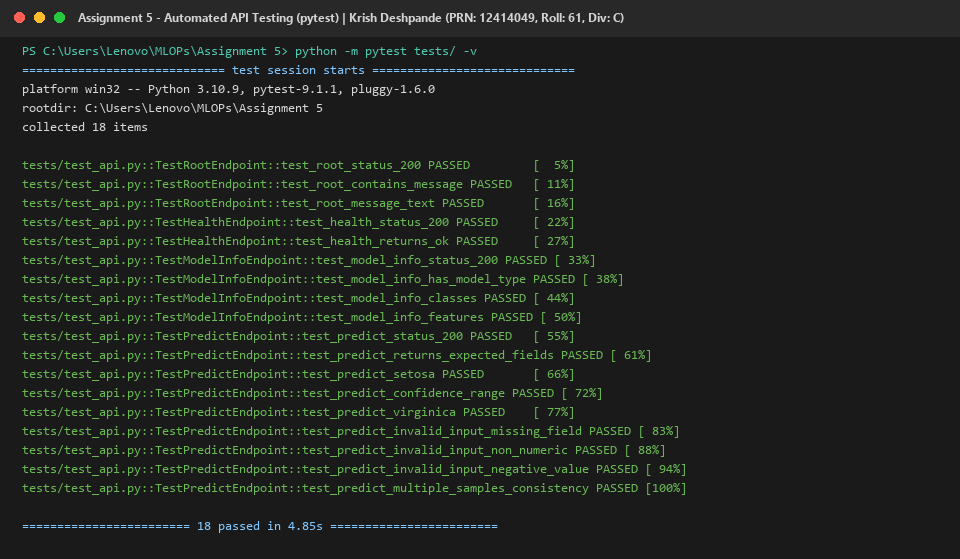 Assignment 5 - Automated API Testing (pytest) | Krish Deshpande (PRN: 12414049, Roll: 61, Div: C)
PS C:\Users\Lenovo\MLOPs\Assignment 5> python -m pytest tests/ -v
============================= test session starts =============================
platform win32 -- Python 3.10.9, pytest-9.1.1, pluggy-1.6.0
rootdir: C:\Users\Lenovo\MLOPs\Assignment 5
collected 18 items
tests/test_api.py::TestRootEndpoint::test_root_status_200 PASSED         [  5%]
tests/test_api.py::TestRootEndpoint::test_root_contains_message PASSED   [ 11%]
tests/test_api.py::TestRootEndpoint::test_root_message_text PASSED       [ 16%]
tests/test_api.py::TestHealthEndpoint::test_health_status_200 PASSED     [ 22%]
tests/test_api.py::TestHealthEndpoint::test_health_returns_ok PASSED     [ 27%]
tests/test_api.py::TestModelInfoEndpoint::test_model_info_status_200 PASSED [ 33%]
tests/test_api.py::TestModelInfoEndpoint::test_model_info_has_model_type PASSED [ 38%]
tests/test_api.py::TestModelInfoEndpoint::test_model_info_classes PASSED [ 44%]
tests/test_api.py::TestModelInfoEndpoint::test_model_info_features PASSED [ 50%]
tests/test_api.py::TestPredictEndpoint::test_predict_status_200 PASSED   [ 55%]
tests/test_api.py::TestPredictEndpoint::test_predict_returns_expected_fields PASSED [ 61%]
tests/test_api.py::TestPredictEndpoint::test_predict_setosa PASSED       [ 66%]
tests/test_api.py::TestPredictEndpoint::test_predict_confidence_range PASSED [ 72%]
tests/test_api.py::TestPredictEndpoint::test_predict_virginica PASSED    [ 77%]
tests/test_api.py::TestPredictEndpoint::test_predict_invalid_input_missing_field PASSED [ 83%]
tests/test_api.py::TestPredictEndpoint::test_predict_invalid_input_non_numeric PASSED [ 88%]
tests/test_api.py::TestPredictEndpoint::test_predict_invalid_input_negative_value PASSED [ 94%]
tests/test_api.py::TestPredictEndpoint::test_predict_multiple_samples_consistency PASSED [100%]
======================== 18 passed in 4.85s ========================